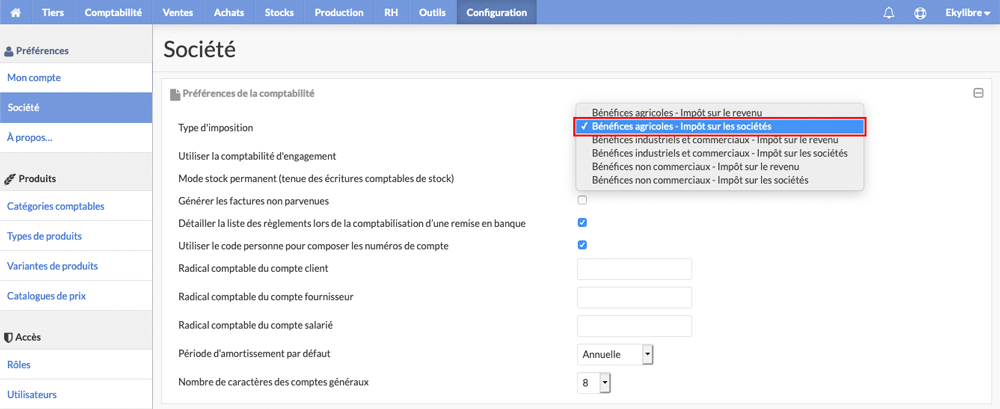 Tiers Comptabilité Ventes Achats Stocks Production RH Outils Configuration Ekylibre
Préférences
Mon compte
Société
À propos...
Produits
Catégories comptables
Types de produits
Variantes de produits
Catalogues de prix
Accès
Rôles
Utilisateurs
Société
Préférences de la comptabilité
Type d'imposition
Bénéfices agricoles - Impôt sur le revenu
✓ Bénéfices agricoles - Impôt sur les sociétés
Bénéfices industriels et commerciaux - Impôt sur le revenu
Bénéfices industriels et commerciaux - Impôt sur les sociétés
Bénéfices non commerciaux - Impôt sur le revenu
Bénéfices non commerciaux - Impôt sur les sociétés
Utiliser la comptabilité d'engagement
Mode stock permanent (tenue des écritures comptables de stock)
Générer les factures non parvenues
Détailler la liste des règlements lors de la comptabilisation d'une remise en banque
Utiliser le code personne pour composer les numéros de compte
Radical comptable du compte client
Radical comptable du compte fournisseur
Radical comptable du compte salarié
Période d'amortissement par défaut Annuelle
Nombre de caractères des comptes généraux 8